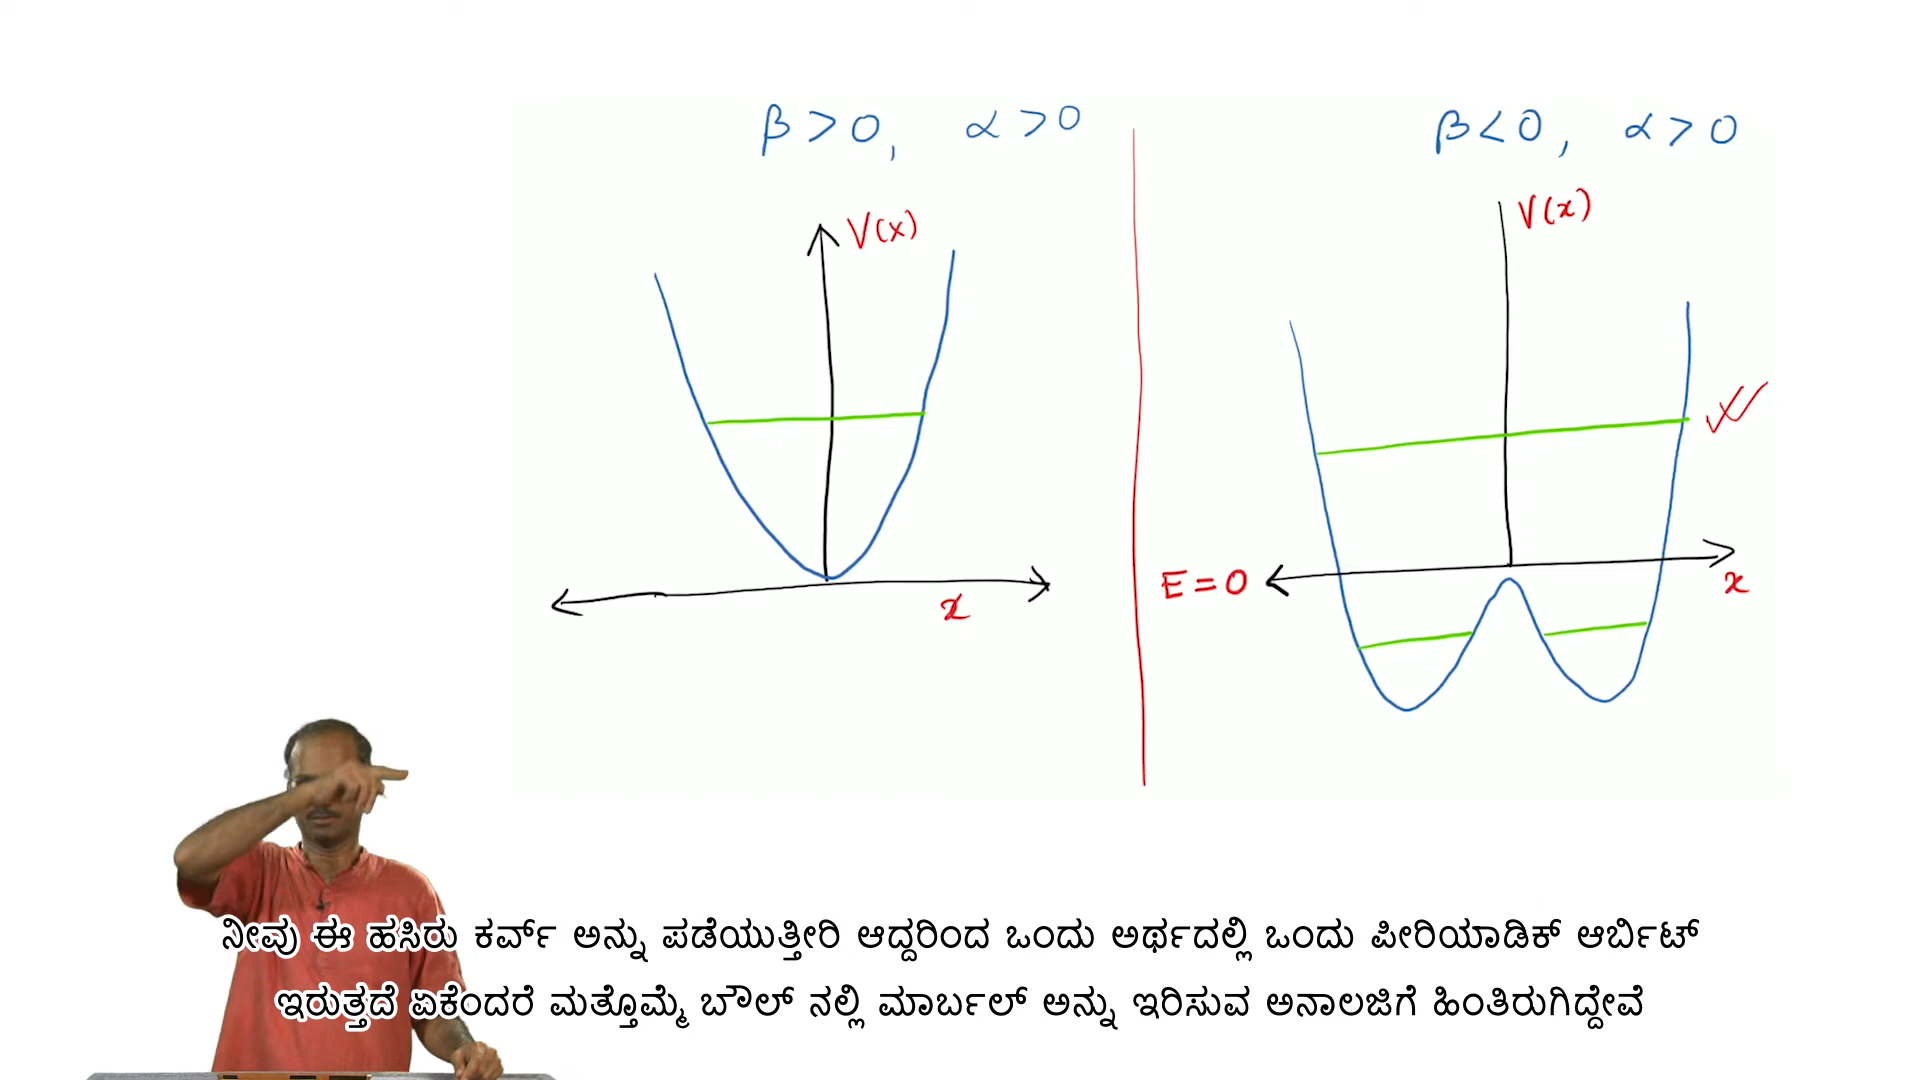 β > 0, α > 0
V(x)
x
β < 0, α > 0
V(x)
E = 0
x
ನೀವು ಈ ಹಸಿರು ಕರ್ವ್ ಅನ್ನು ಪಡೆಯುತ್ತೀರಿ ಆದ್ದರಿಂದ ಒಂದು ಅರ್ಥದಲ್ಲಿ ಒಂದು ಪೀರಿಯಾಡಿಕ್ ಆರ್ಬಿಟ್
ಇರುತ್ತದೆ ಏಕೆಂದರೆ ಮತ್ತೊಮ್ಮೆ ಬೌಲ್ ನಲ್ಲಿ ಮಾರ್ಬಲ್ ಅನ್ನು ಇರಿಸುವ ಅನಾಲಜಿಗೆ ಹಿಂತಿರುಗಿದ್ದೇವೆ